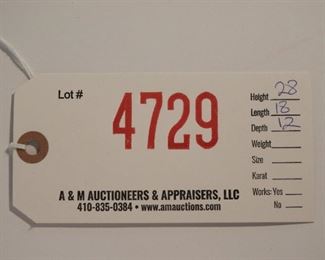 Lot #
4729
Height 28
Length 18
Depth 12
Weight
Size
Karat
Works: Yes
No
A & M AUCTIONEERS & APPRAISERS, LLC
410-835-0384 • www.amauctions.com